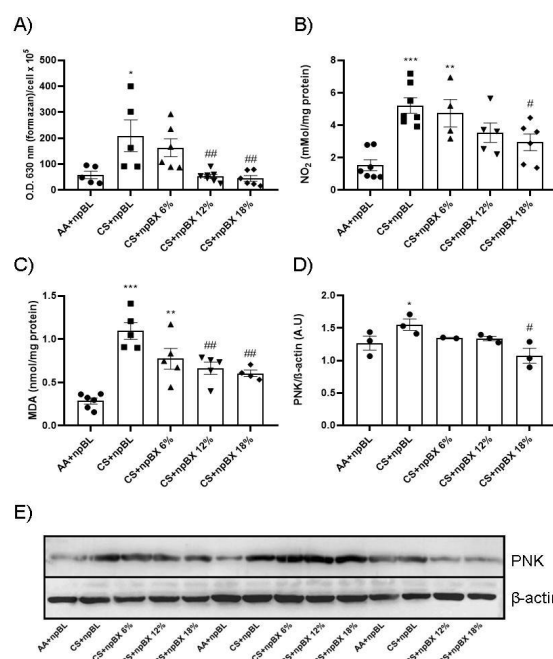 A)
O.D. 630 nm (formazan)/cell x 10⁵
500
400
300
200
100
0
*
##
##
AA+npBL
CS+npBL
CS+npBX 6%
CS+npBX 12%
CS+npBX 18%
B)
NO₂ (mMol/mg protein)
8
6
4
2
0
***
**
#
AA+npBL
CS+npBL
CS+npBX 6%
CS+npBX 12%
CS+npBX 18%
C)
MDA (nmol/mg protein)
1.5
1.0
0.5
0.0
***
**
##
##
AA+npBL
CS+npBL
CS+npBX 6%
CS+npBX 12%
CS+npBX 18%
D)
PNK/ß-actin (A.U)
2.0
1.5
1.0
0.5
0.0
*
#
AA+npBL
CS+npBL
CS+npBX 6%
CS+npBX 12%
CS+npBX 18%
E)
PNK
β-actin
AA+npBL
CS+npBL
CS+npBX 6%
CS+npBX 12%
CS+npBX 18%
AA+npBL
CS+npBL
CS+npBX 6%
CS+npBX 12%
CS+npBX 18%
AA+npBL
CS+npBL
CS+npBX 12%
CS+npBX 18%